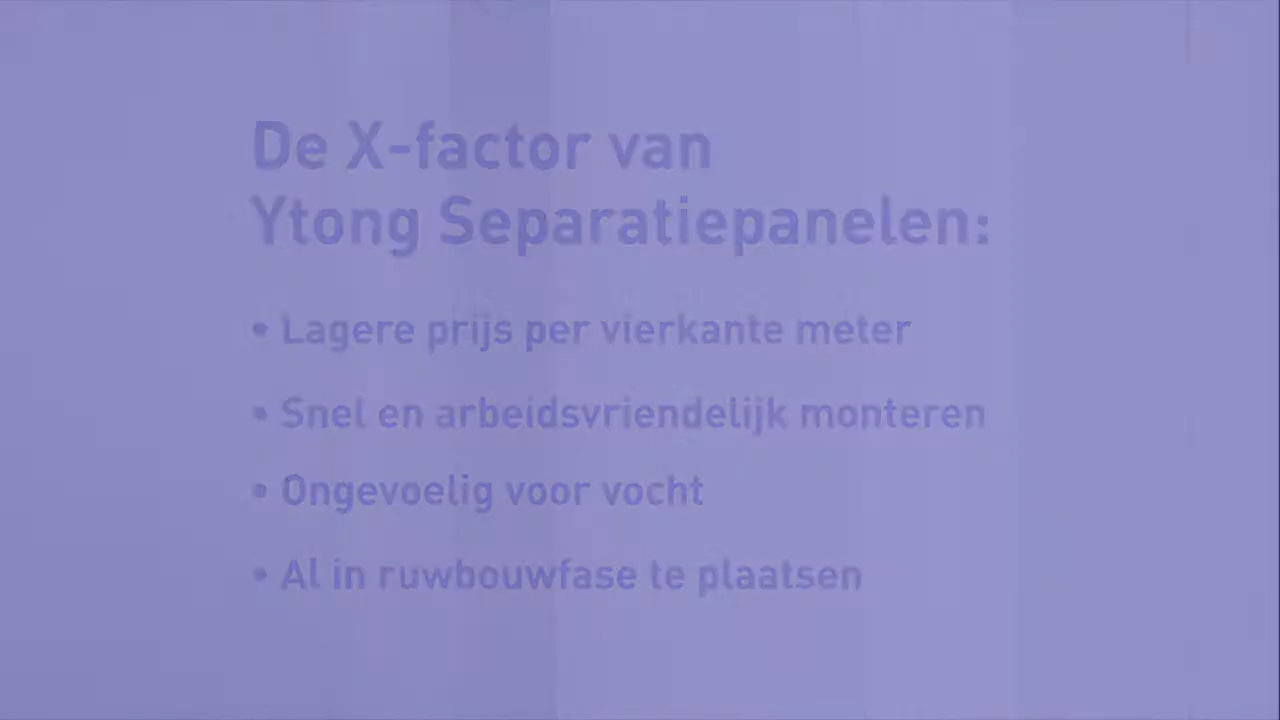 De X-factor van
Ytong Separatiepanelen:
• Lagere prijs per vierkante meter
• Snel en arbeidsvriendelijk monteren
• Ongevoelig voor vocht
• Al in ruwbouwfase te plaatsen